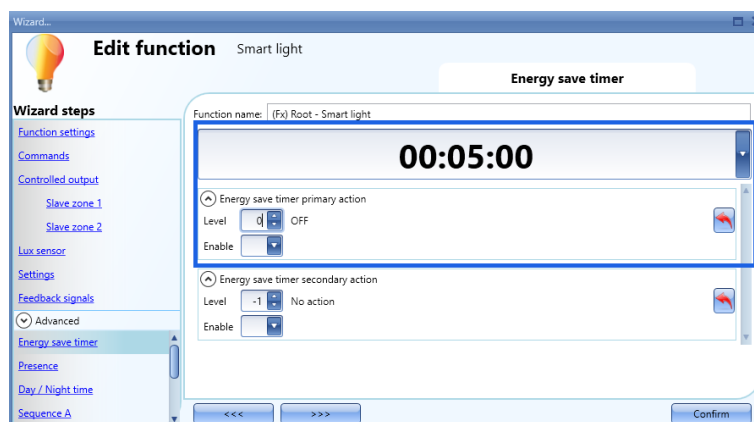 Wizard...
Edit function Smart light
Energy save timer
Wizard steps
Function settings
Commands
Controlled output
Slave zone 1
Slave zone 2
Lux sensor
Settings
Feedback signals
Advanced
Energy save timer
Presence
Day / Night time
Sequence A
Function name: (Fx) Root - Smart light
00:05:00
Energy save timer primary action
Level 0 OFF
Enable
Energy save timer secondary action
Level -1 No action
Enable
<<< >>> Confirm